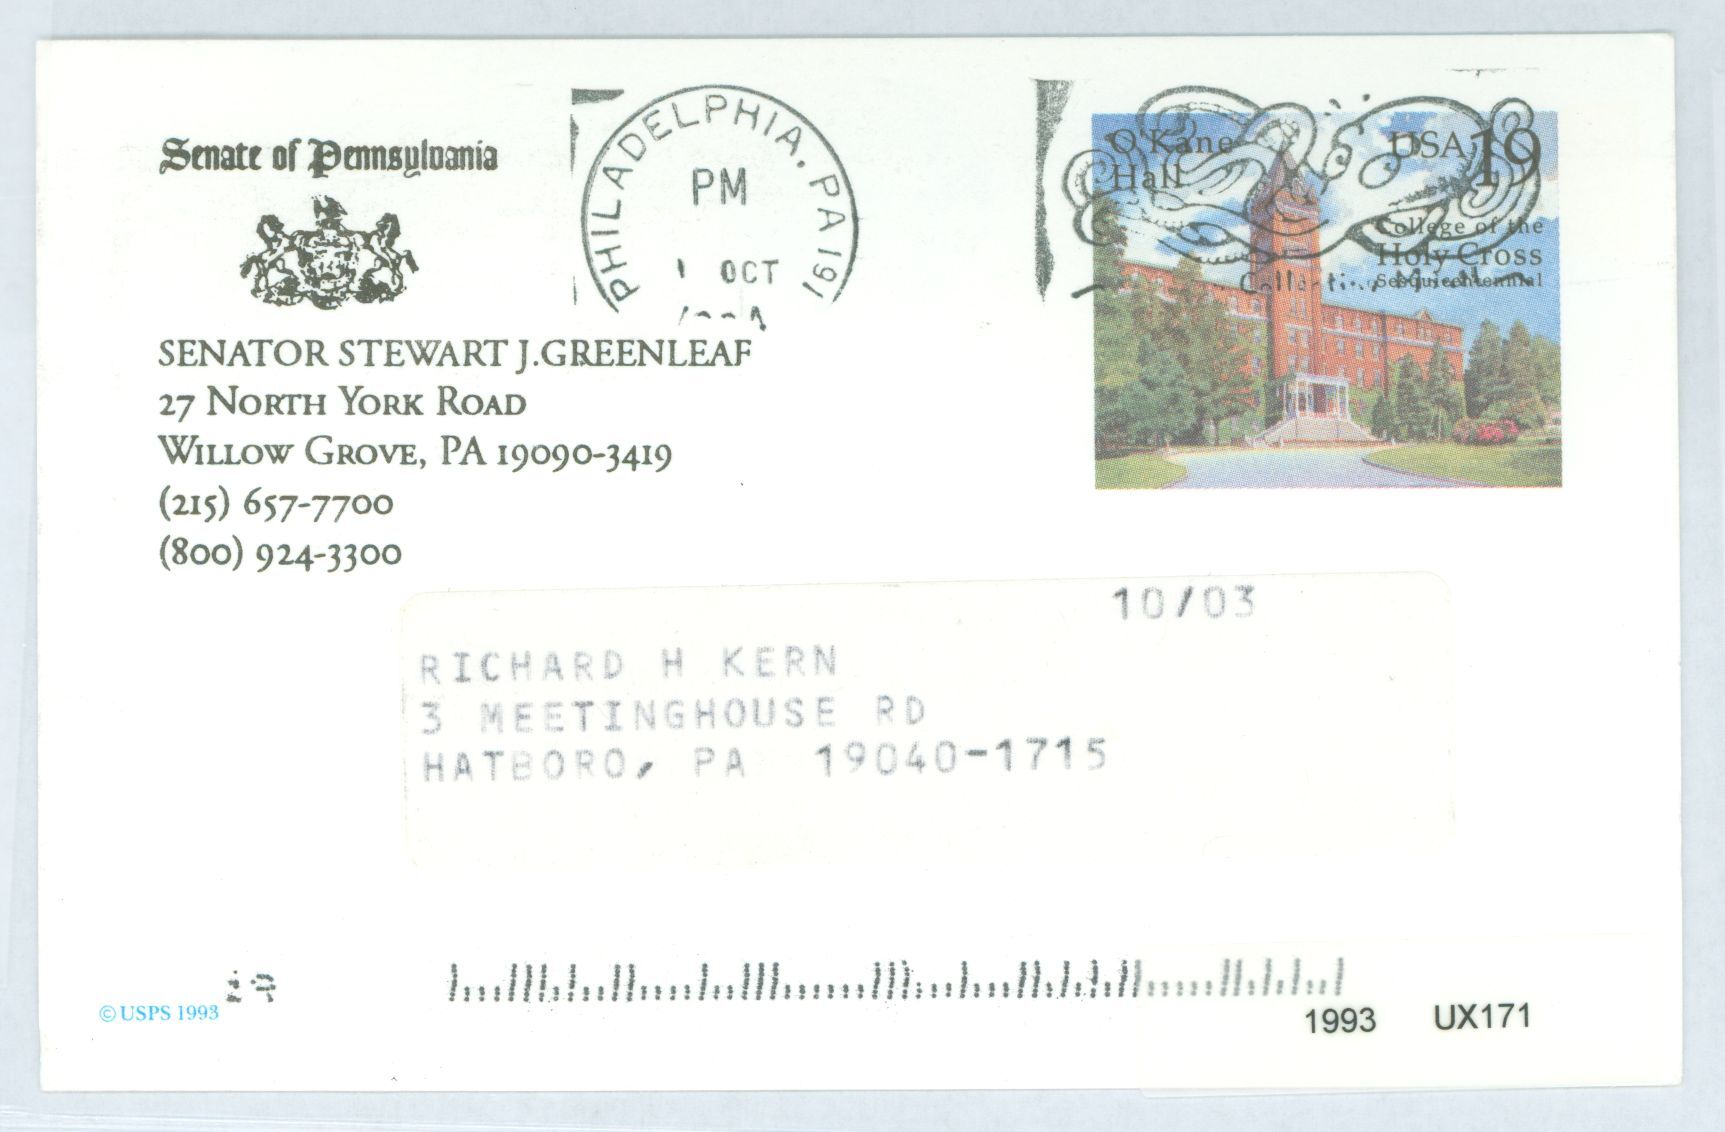 Senate of Pennsylvania
PHILADELPHIA, PA 191
PM
1 OCT
O'Kane
Hall
USA 19
College of the
Holy Cross
Sesquicentennial
SENATOR STEWART J.GREENLEAF
27 NORTH YORK ROAD
WILLOW GROVE, PA 19090-3419
(215) 657-7700
(800) 924-3300
10/03
RICHARD H KERN
3 MEETINGHOUSE RD
HATBORO, PA 19040-1715
© USPS 1993
1993 UX171